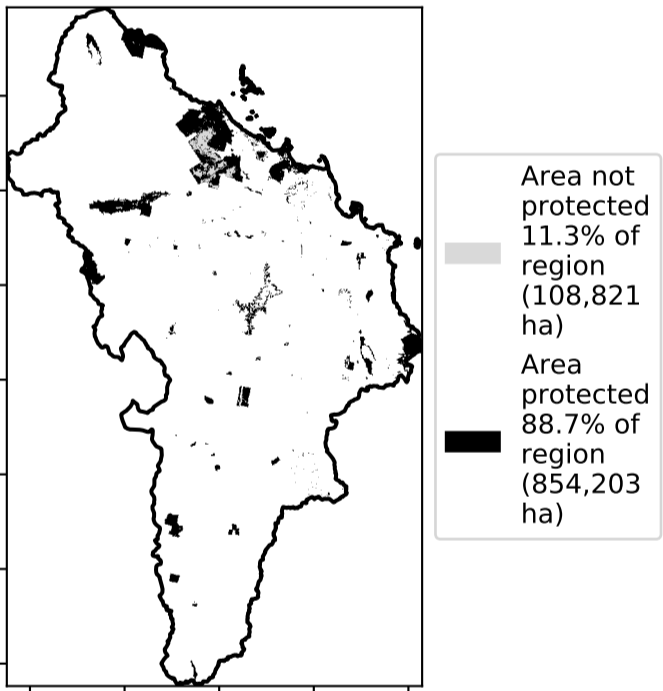 Area not
protected
11.3% of
region
(108,821
ha)
Area
protected
88.7% of
region
(854,203
ha)